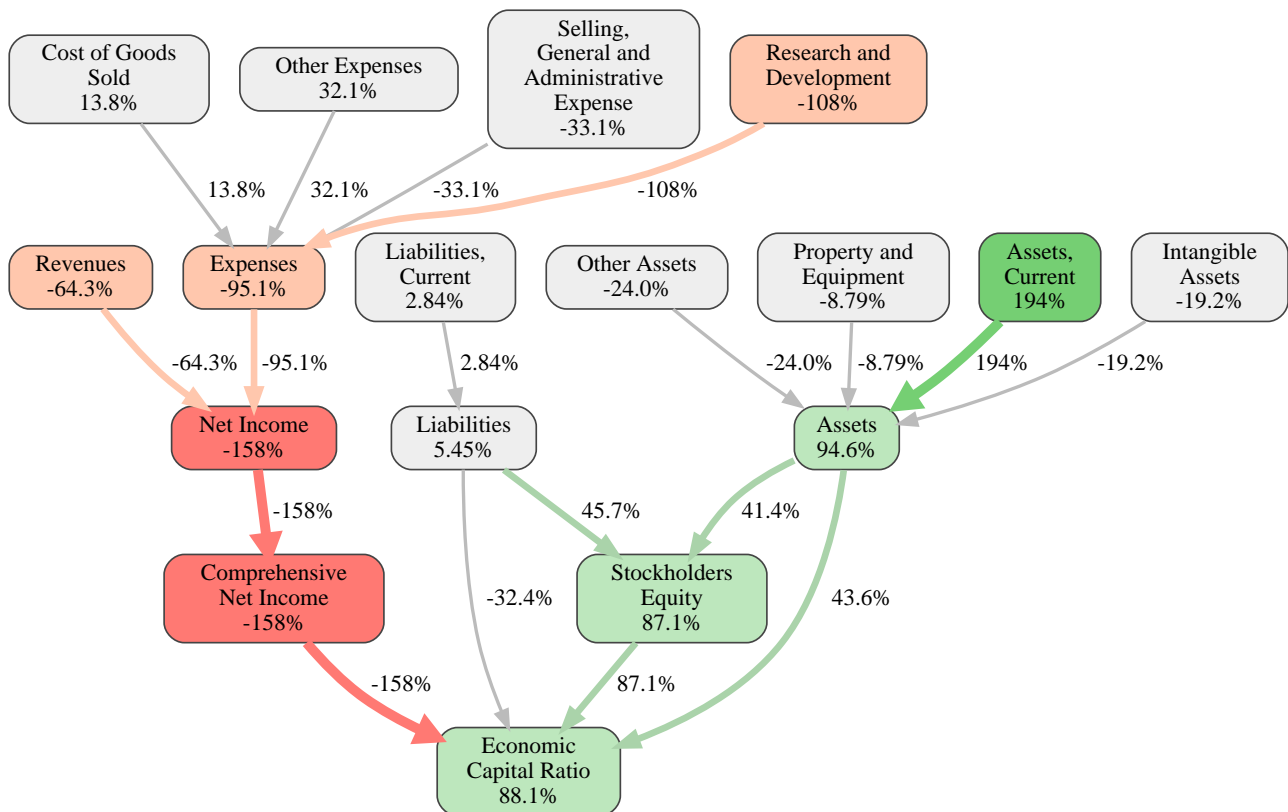 Cost of Goods
Sold
13.8%
Other Expenses
32.1%
Selling,
General and
Administrative
Expense
-33.1%
Research and
Development
-108%
13.8%
32.1%
-33.1%
-108%
Revenues
-64.3%
Expenses
-95.1%
Liabilities,
Current
2.84%
Other Assets
-24.0%
Property and
Equipment
-8.79%
Assets,
Current
194%
Intangible
Assets
-19.2%
-64.3%
-95.1%
2.84%
-24.0%
-8.79%
194%
-19.2%
Net Income
-158%
Liabilities
5.45%
Assets
94.6%
-158%
45.7%
41.4%
Comprehensive
Net Income
-158%
-32.4%
Stockholders
Equity
87.1%
43.6%
-158%
87.1%
Economic
Capital Ratio
88.1%